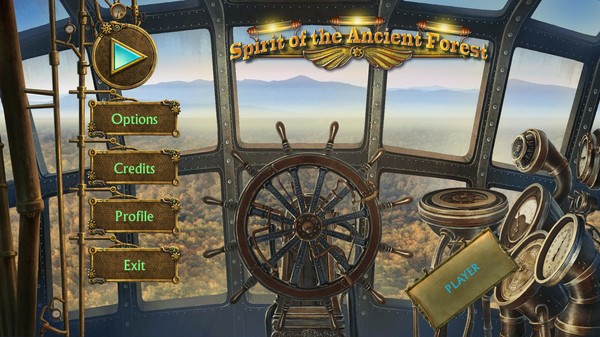 Spirit of the Ancient Forest
Options
Credits
Profile
Exit
PLAYER